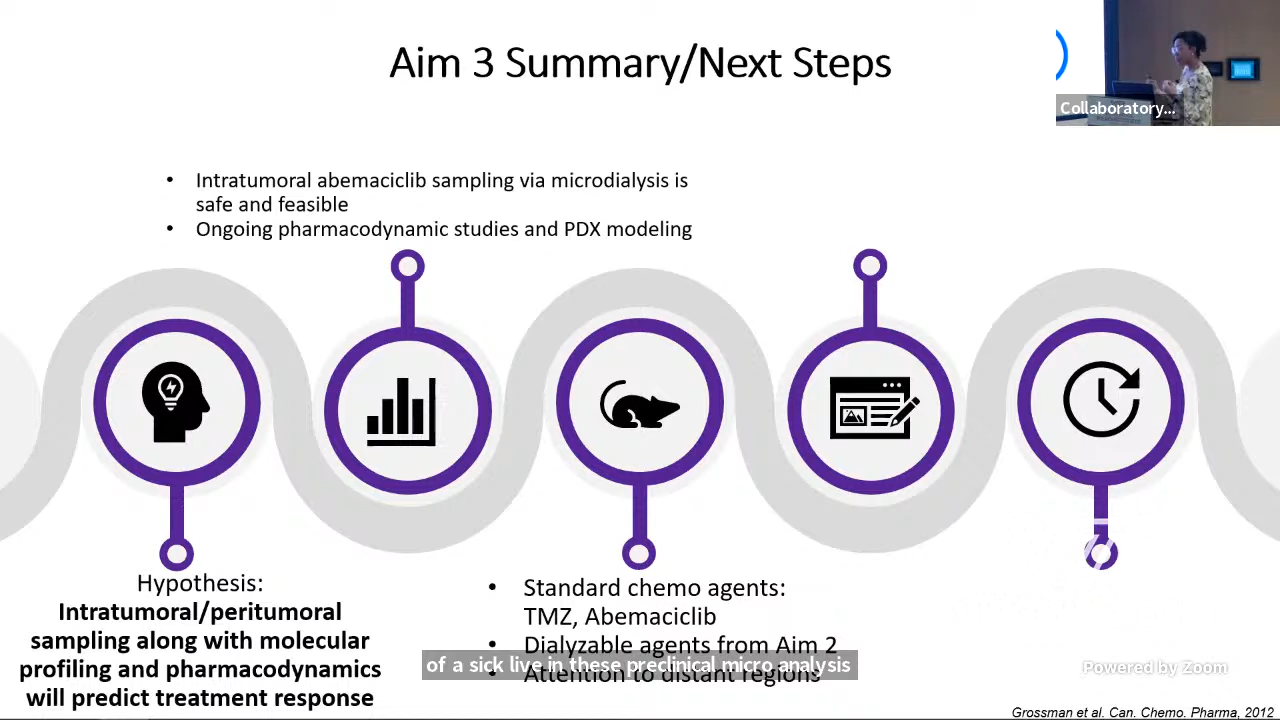 Aim 3 Summary/Next Steps
Collaboratory...
• Intratumoral abemaciclib sampling via microdialysis is
safe and feasible
• Ongoing pharmacodynamic studies and PDX modeling
Hypothesis:
Intratumoral/peritumoral
sampling along with molecular
profiling and pharmacodynamics
will predict treatment response
• Standard chemo agents:
TMZ, Abemaciclib
• Dialyzable agents from Aim 2
• Attention to distant regions
of a sick live in these preclinical micro analysis
Powered by Zoom
Grossman et al. Can. Chemo. Pharma, 2012